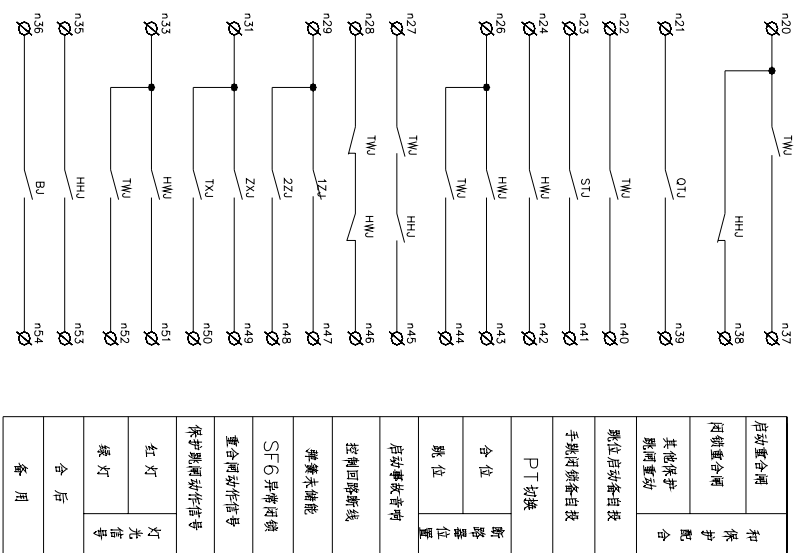 n36
n35
n33
n31
n29
n28
n27
n26
n24
n23
n22
n21
n20
TWJ
TWJ
TWJ
BJ
HHJ
TWJ
HWJ
TXJ
ZXJ
2ZJ
1ZJ
HWJ
HHJ
TWJ
HWJ
HWJ
STJ
TWJ
QTJ
HHJ
n54
n53
n52
n51
n50
n49
n48
n47
n46
n45
n44
n43
n42
n41
n40
n39
n38
n37
启动重合闸
闭锁重合闸
其他保护
跳闸重动
和保护配合
跳位启动备自投
手跳闭锁备自投
PT切换
合位
跳位
断路器位置
启动事故音响
控制回路断线
弹簧未储能
SF6异常闭锁
重合闸动作信号
保护跳闸动作信号
红灯
绿灯
灯光信号
合后
备用